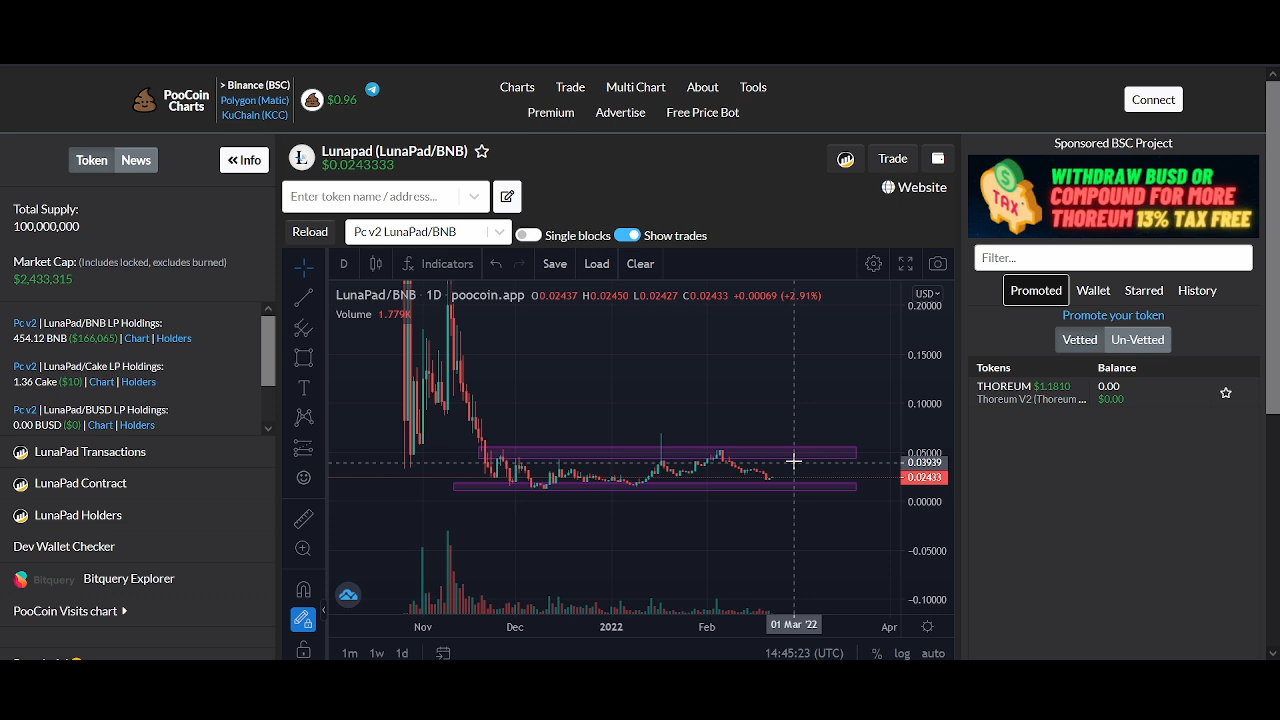 PooCoin
Charts
> Binance (BSC)
Polygon (Matic)
KuChain (KCC)
$0.96
Charts Trade Multi Chart About Tools
Premium Advertise Free Price Bot
Connect
Token News
Info
Total Supply:
100,000,000
Market Cap: (Includes locked, excludes burned)
$2,433,315
Pc v2 | LunaPad/BNB LP Holdings:
454.12 BNB ($166,065) | Chart | Holders
Pc v2 | LunaPad/Cake LP Holdings:
1.36 Cake ($10) | Chart | Holders
Pc v2 | LunaPad/BUSD LP Holdings:
0.00 BUSD ($0) | Chart | Holders
LunaPad Transactions
LunaPad Contract
LunaPad Holders
Dev Wallet Checker
Bitquery Bitquery Explorer
PooCoin Visits chart
Lunapad (LunaPad/BNB)
$0.0243333
Trade
Website
Enter token name / address...
Reload
Pc v2 LunaPad/BNB
Single blocks Show trades
D Indicators Save Load Clear
LunaPad/BNB · 1D · poocoin.app O0.02437 H0.02450 L0.02427 C0.02433 +0.00069 (+2.91%)
Volume 1.779K
USD
0.20000
0.15000
0.10000
0.05000
0.03939
0.02433
0.00000
-0.05000
-0.10000
Nov Dec 2022 Feb 01 Mar '22 Apr
1m 1w 1d 14:45:23 (UTC) % log auto
Sponsored BSC Project
TAX
WITHDRAW BUSD OR
COMPOUND FOR MORE
THOREUM 13% TAX FREE
Filter...
Promoted Wallet Starred History
Promote your token
Vetted Un-Vetted
Tokens Balance
THOREUM $1.1810 0.00
Thoreum V2 (Thoreum ... $0.00